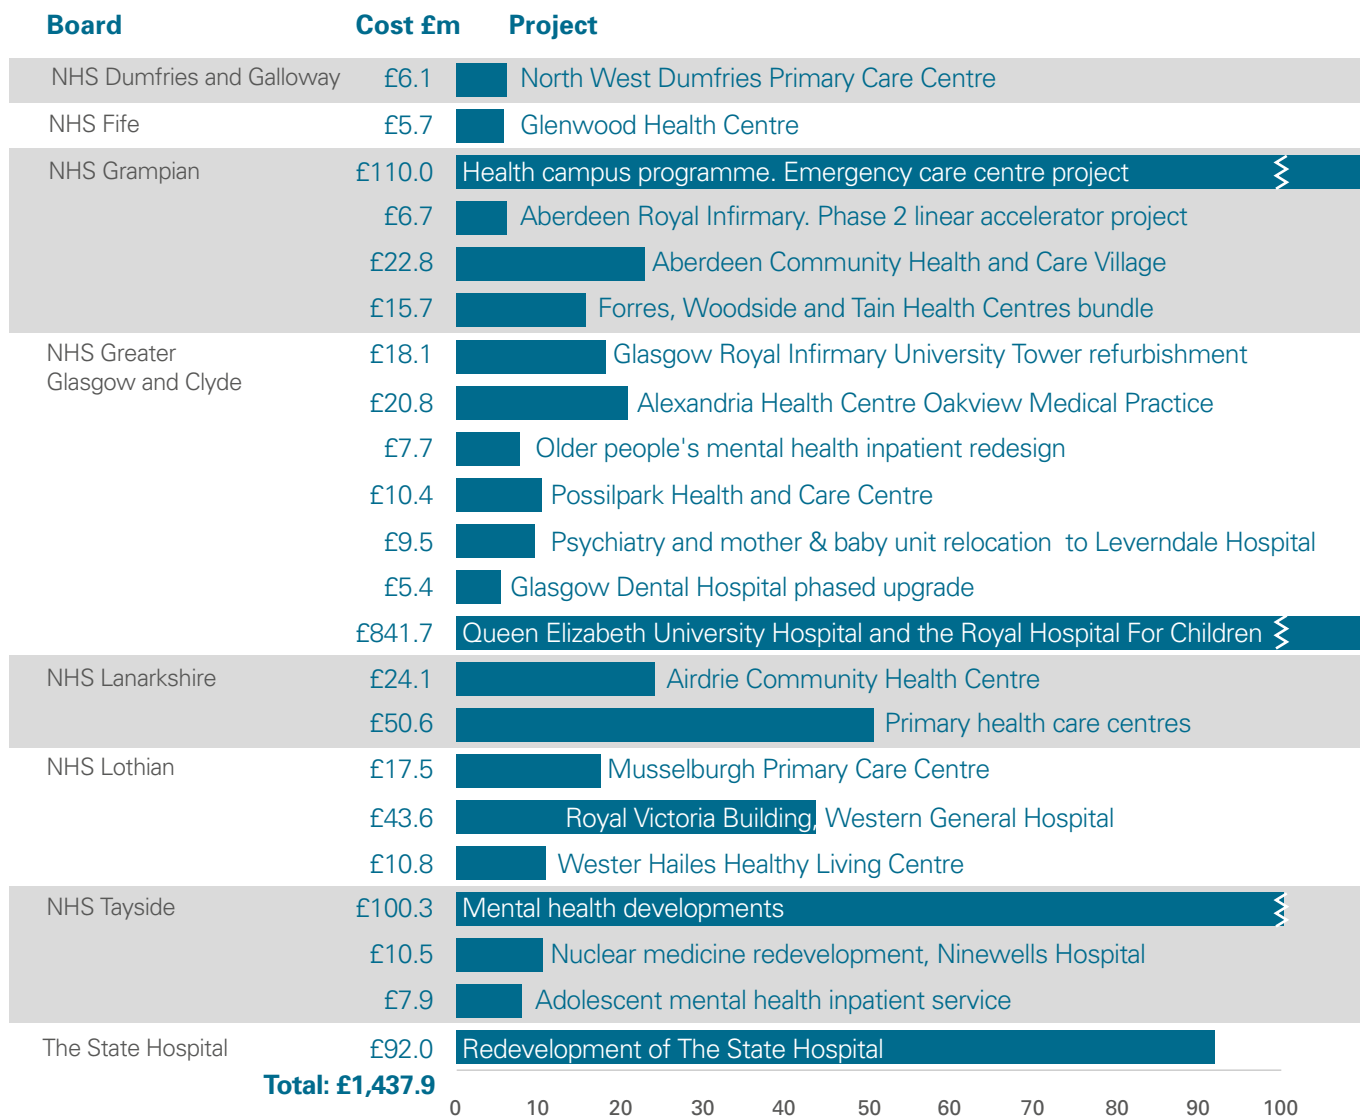 Board Cost £m Project
NHS Dumfries and Galloway £6.1 North West Dumfries Primary Care Centre
NHS Fife £5.7 Glenwood Health Centre
NHS Grampian £110.0 Health campus programme. Emergency care centre project
£6.7 Aberdeen Royal Infirmary. Phase 2 linear accelerator project
£22.8 Aberdeen Community Health and Care Village
£15.7 Forres, Woodside and Tain Health Centres bundle
NHS Greater £18.1 Glasgow Royal Infirmary University Tower refurbishment
Glasgow and Clyde
£20.8 Alexandria Health Centre Oakview Medical Practice
£7.7 Older people's mental health inpatient redesign
£10.4 Possilpark Health and Care Centre
£9.5 Psychiatry and mother & baby unit relocation to Leverndale Hospital
£5.4 Glasgow Dental Hospital phased upgrade
£841.7 Queen Elizabeth University Hospital and the Royal Hospital For Children
NHS Lanarkshire £24.1 Airdrie Community Health Centre
£50.6 Primary health care centres
NHS Lothian £17.5 Musselburgh Primary Care Centre
£43.6 Royal Victoria Building, Western General Hospital
£10.8 Wester Hailes Healthy Living Centre
NHS Tayside £100.3 Mental health developments
£10.5 Nuclear medicine redevelopment, Ninewells Hospital
£7.9 Adolescent mental health inpatient service
The State Hospital £92.0 Redevelopment of The State Hospital
Total: £1,437.9
0 10 20 30 40 50 60 70 80 90 100